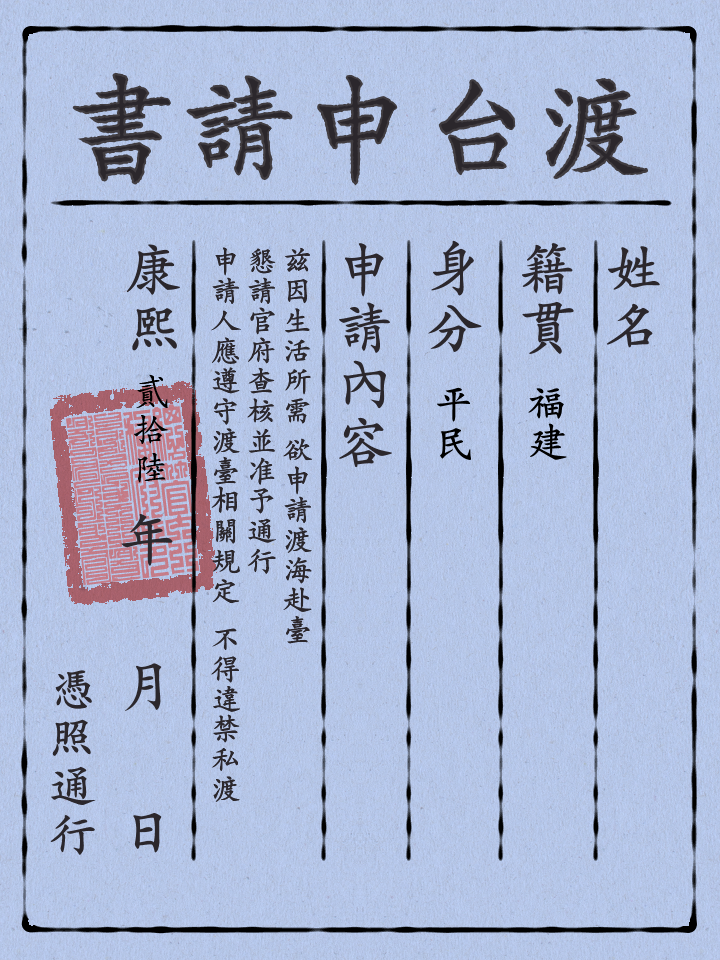 渡台申請書
姓名
籍貫 福建
身分 平民
申請內容
茲因生活所需 欲申請渡海赴臺
懇請官府查核並准予通行
申請人應遵守渡臺相關規定 不得違禁私渡
康熙 貳拾陸 年 月 日
憑照通行